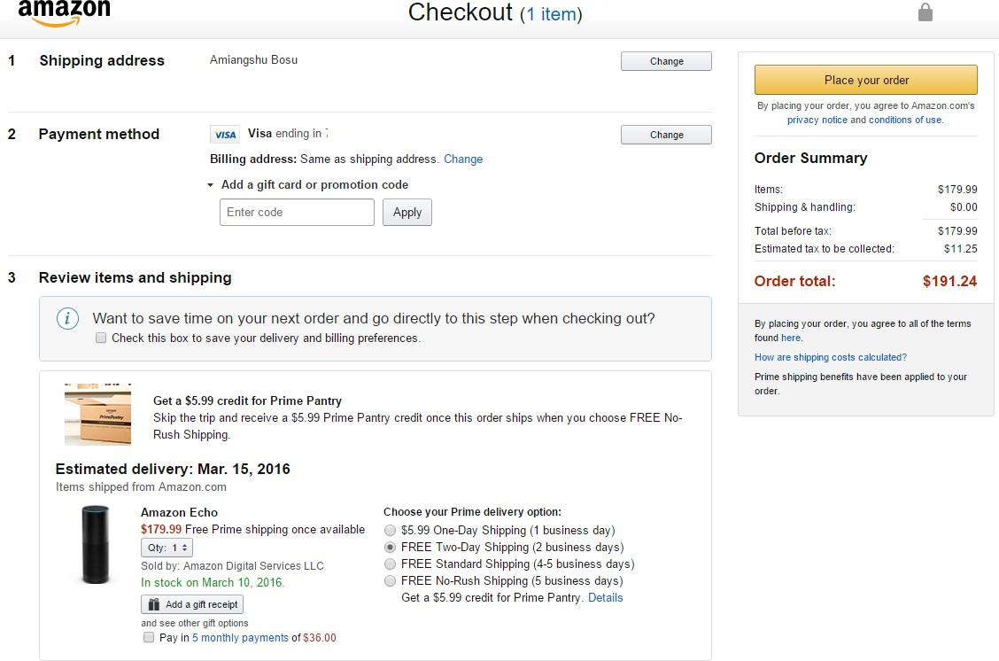 amazon
Checkout (1 item)
1 Shipping address
Amiangshu Bosu
Change
2 Payment method
VISA Visa ending in
Change
Billing address: Same as shipping address. Change
Add a gift card or promotion code
Enter code
Apply
3 Review items and shipping
i Want to save time on your next order and go directly to this step when checking out?
Check this box to save your delivery and billing preferences.
Get a $5.99 credit for Prime Pantry
Skip the trip and receive a $5.99 Prime Pantry credit once this order ships when you choose FREE No-
Rush Shipping.
Estimated delivery: Mar. 15, 2016
Items shipped from Amazon.com
Amazon Echo
$179.99 Free Prime shipping once available
Qty: 1
Sold by: Amazon Digital Services LLC
In stock on March 10, 2016.
Add a gift receipt
and see other gift options
Pay in 5 monthly payments of $36.00
Choose your Prime delivery option:
$5.99 One-Day Shipping (1 business day)
FREE Two-Day Shipping (2 business days)
FREE Standard Shipping (4-5 business days)
FREE No-Rush Shipping (5 business days)
Get a $5.99 credit for Prime Pantry. Details
Place your order
By placing your order, you agree to Amazon.com's
privacy notice and conditions of use.
Order Summary
Items: $179.99
Shipping & handling: $0.00
Total before tax: $179.99
Estimated tax to be collected: $11.25
Order total: $191.24
By placing your order, you agree to all of the terms
found here.
How are shipping costs calculated?
Prime shipping benefits have been applied to your
order.